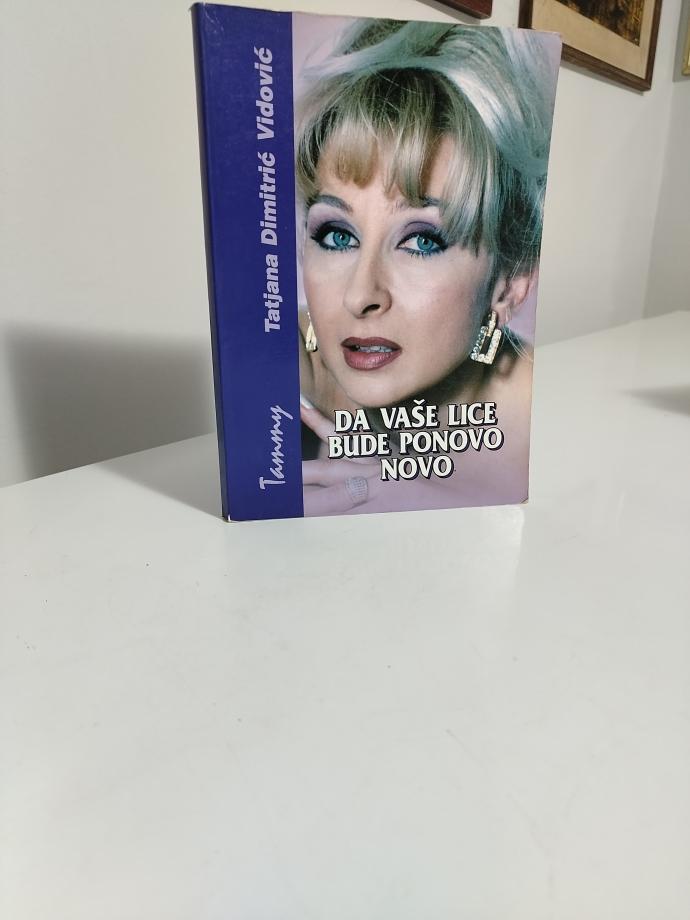 Tatjana Dimitrić Vidović
Tammy
DA VAŠE LICE
BUDE PONOVO
NOVO